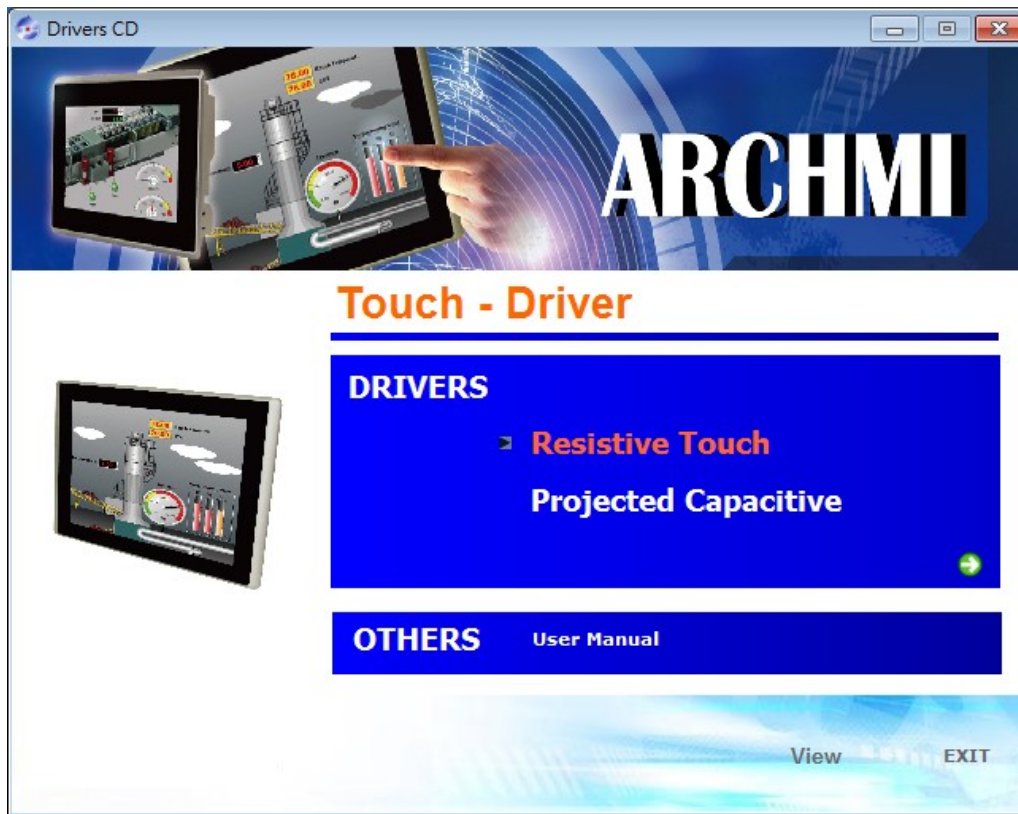 Drivers CD
ARCHMI
Touch - Driver
DRIVERS
Resistive Touch
Projected Capacitive
OTHERS User Manual
View EXIT